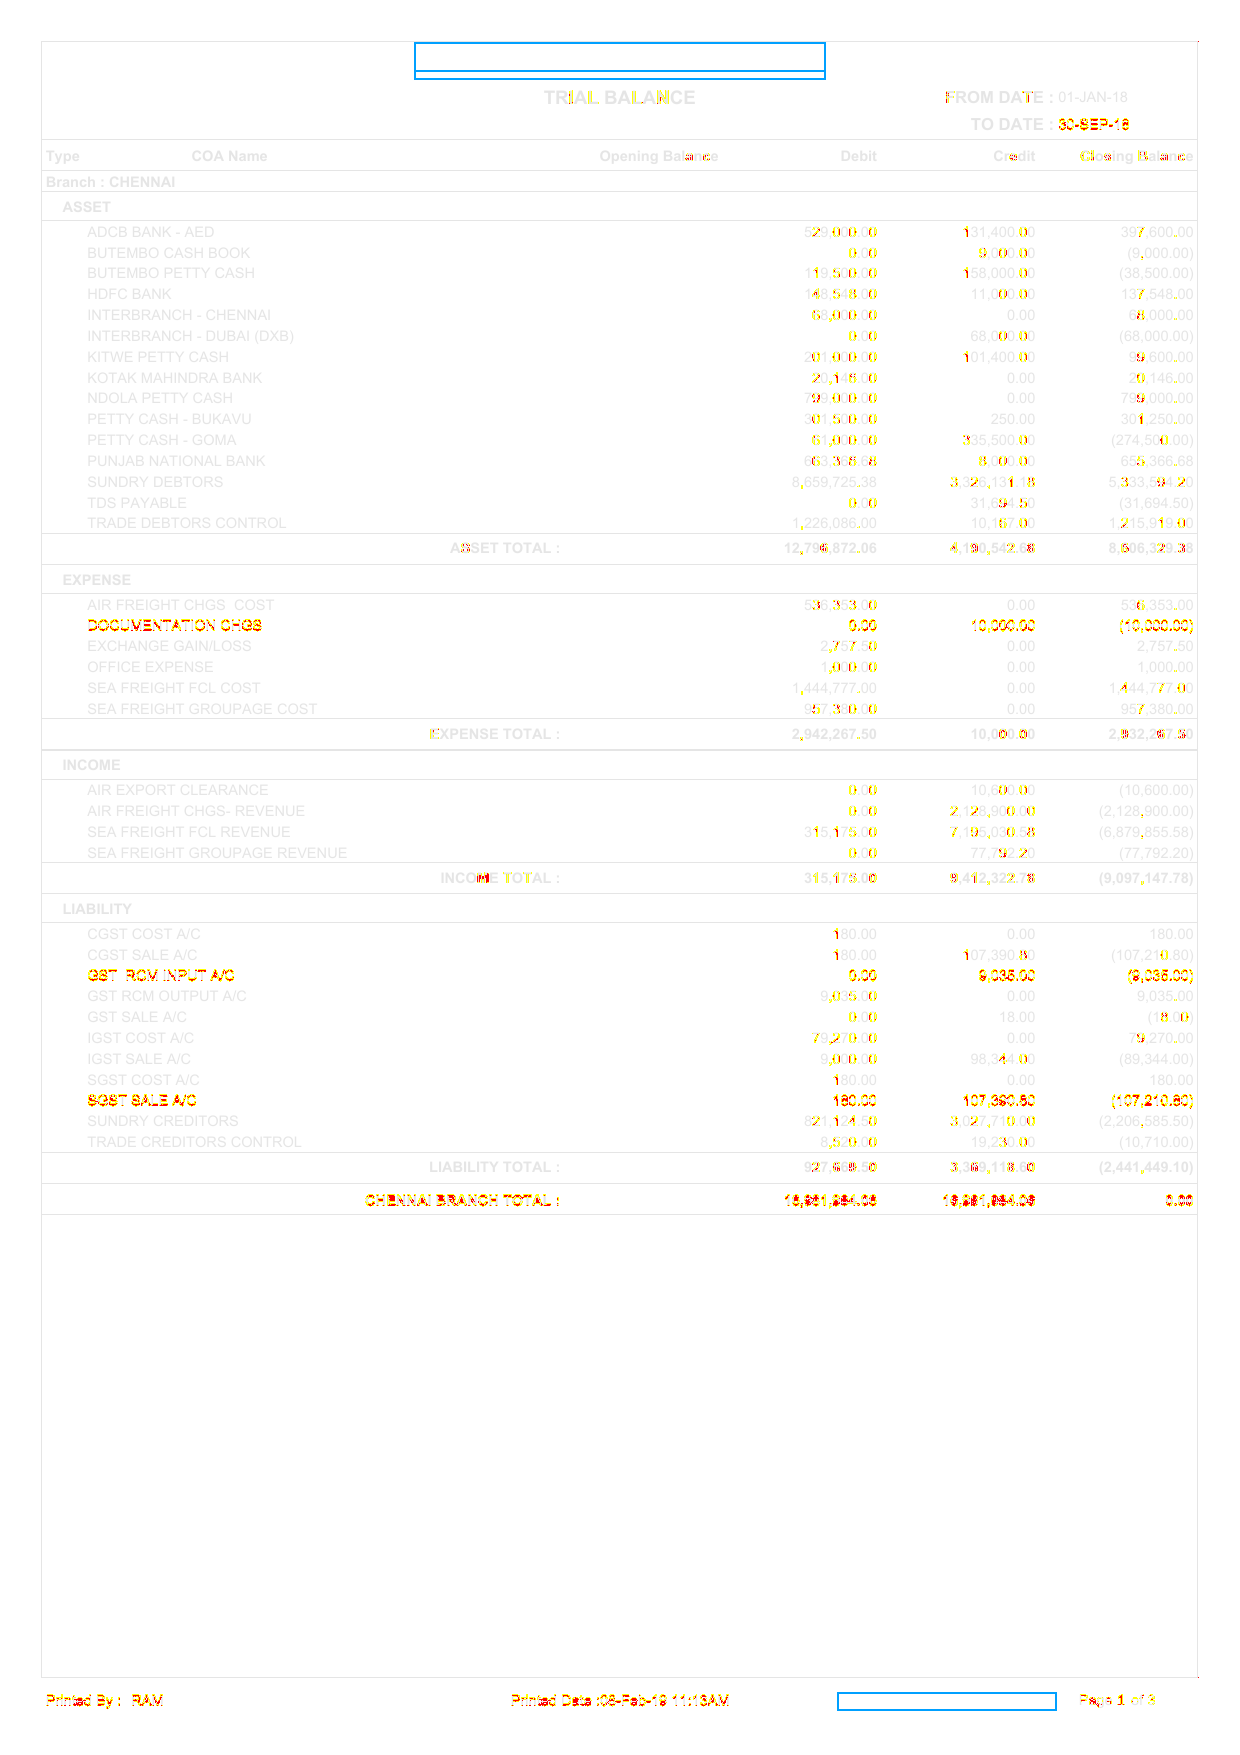 TRIAL BALANCE FROM DATE : 01-JAN-18
TO DATE : 30-SEP-18
Type COA Name Opening Balance Debit Credit Closing Balance
Branch : CHENNAI
ASSET
ADCB BANK - AED 529,000.00 131,400.00 397,600.00
BUTEMBO CASH BOOK 0.00 9,000.00 (9,000.00)
BUTEMBO PETTY CASH 119,500.00 158,000.00 (38,500.00)
HDFC BANK 148,548.00 11,000.00 137,548.00
INTERBRANCH - CHENNAI 68,000.00 0.00 68,000.00
INTERBRANCH - DUBAI (DXB) 0.00 68,000.00 (68,000.00)
KITWE PETTY CASH 201,000.00 101,400.00 99,600.00
KOTAK MAHINDRA BANK 20,146.00 0.00 20,146.00
NDOLA PETTY CASH 799,000.00 0.00 799,000.00
PETTY CASH - BUKAVU 301,500.00 250.00 301,250.00
PETTY CASH - GOMA 61,000.00 335,500.00 (274,500.00)
PUNJAB NATIONAL BANK 663,366.68 8,000.00 655,366.68
SUNDRY DEBTORS 8,659,725.38 3,326,131.18 5,333,594.20
TDS PAYABLE 0.00 31,694.50 (31,694.50)
TRADE DEBTORS CONTROL 1,226,086.00 10,167.00 1,215,919.00
ASSET TOTAL : 12,796,872.06 4,190,542.68 8,606,329.38
EXPENSE
AIR FREIGHT CHGS COST 536,353.00 0.00 536,353.00
DOCUMENTATION CHGS 0.00 10,000.00 (10,000.00)
EXCHANGE GAIN/LOSS 2,757.50 0.00 2,757.50
OFFICE EXPENSE 1,000.00 0.00 1,000.00
SEA FREIGHT FCL COST 1,444,777.00 0.00 1,444,777.00
SEA FREIGHT GROUPAGE COST 957,380.00 0.00 957,380.00
EXPENSE TOTAL : 2,942,267.50 10,000.00 2,932,267.50
INCOME
AIR EXPORT CLEARANCE 0.00 10,600.00 (10,600.00)
AIR FREIGHT CHGS- REVENUE 0.00 2,128,900.00 (2,128,900.00)
SEA FREIGHT FCL REVENUE 315,175.00 7,195,030.58 (6,879,855.58)
SEA FREIGHT GROUPAGE REVENUE 0.00 77,792.20 (77,792.20)
INCOME TOTAL : 315,175.00 9,412,322.78 (9,097,147.78)
LIABILITY
CGST COST A/C 180.00 0.00 180.00
CGST SALE A/C 180.00 107,390.80 (107,210.80)
GST RCM INPUT A/C 0.00 9,035.00 (9,035.00)
GST RCM OUTPUT A/C 9,035.00 0.00 9,035.00
GST SALE A/C 0.00 18.00 (18.00)
IGST COST A/C 79,270.00 0.00 79,270.00
IGST SALE A/C 9,000.00 98,344.00 (89,344.00)
SGST COST A/C 180.00 0.00 180.00
SGST SALE A/C 180.00 107,390.80 (107,210.80)
SUNDRY CREDITORS 821,124.50 3,027,710.00 (2,206,585.50)
TRADE CREDITORS CONTROL 8,520.00 19,230.00 (10,710.00)
LIABILITY TOTAL : 927,669.50 3,369,118.60 (2,441,449.10)
CHENNAI BRANCH TOTAL : 16,981,984.06 16,981,984.06 0.00
Printed By : RAM Printed Date :08-Feb-19 11:13AM Page 1 of 3